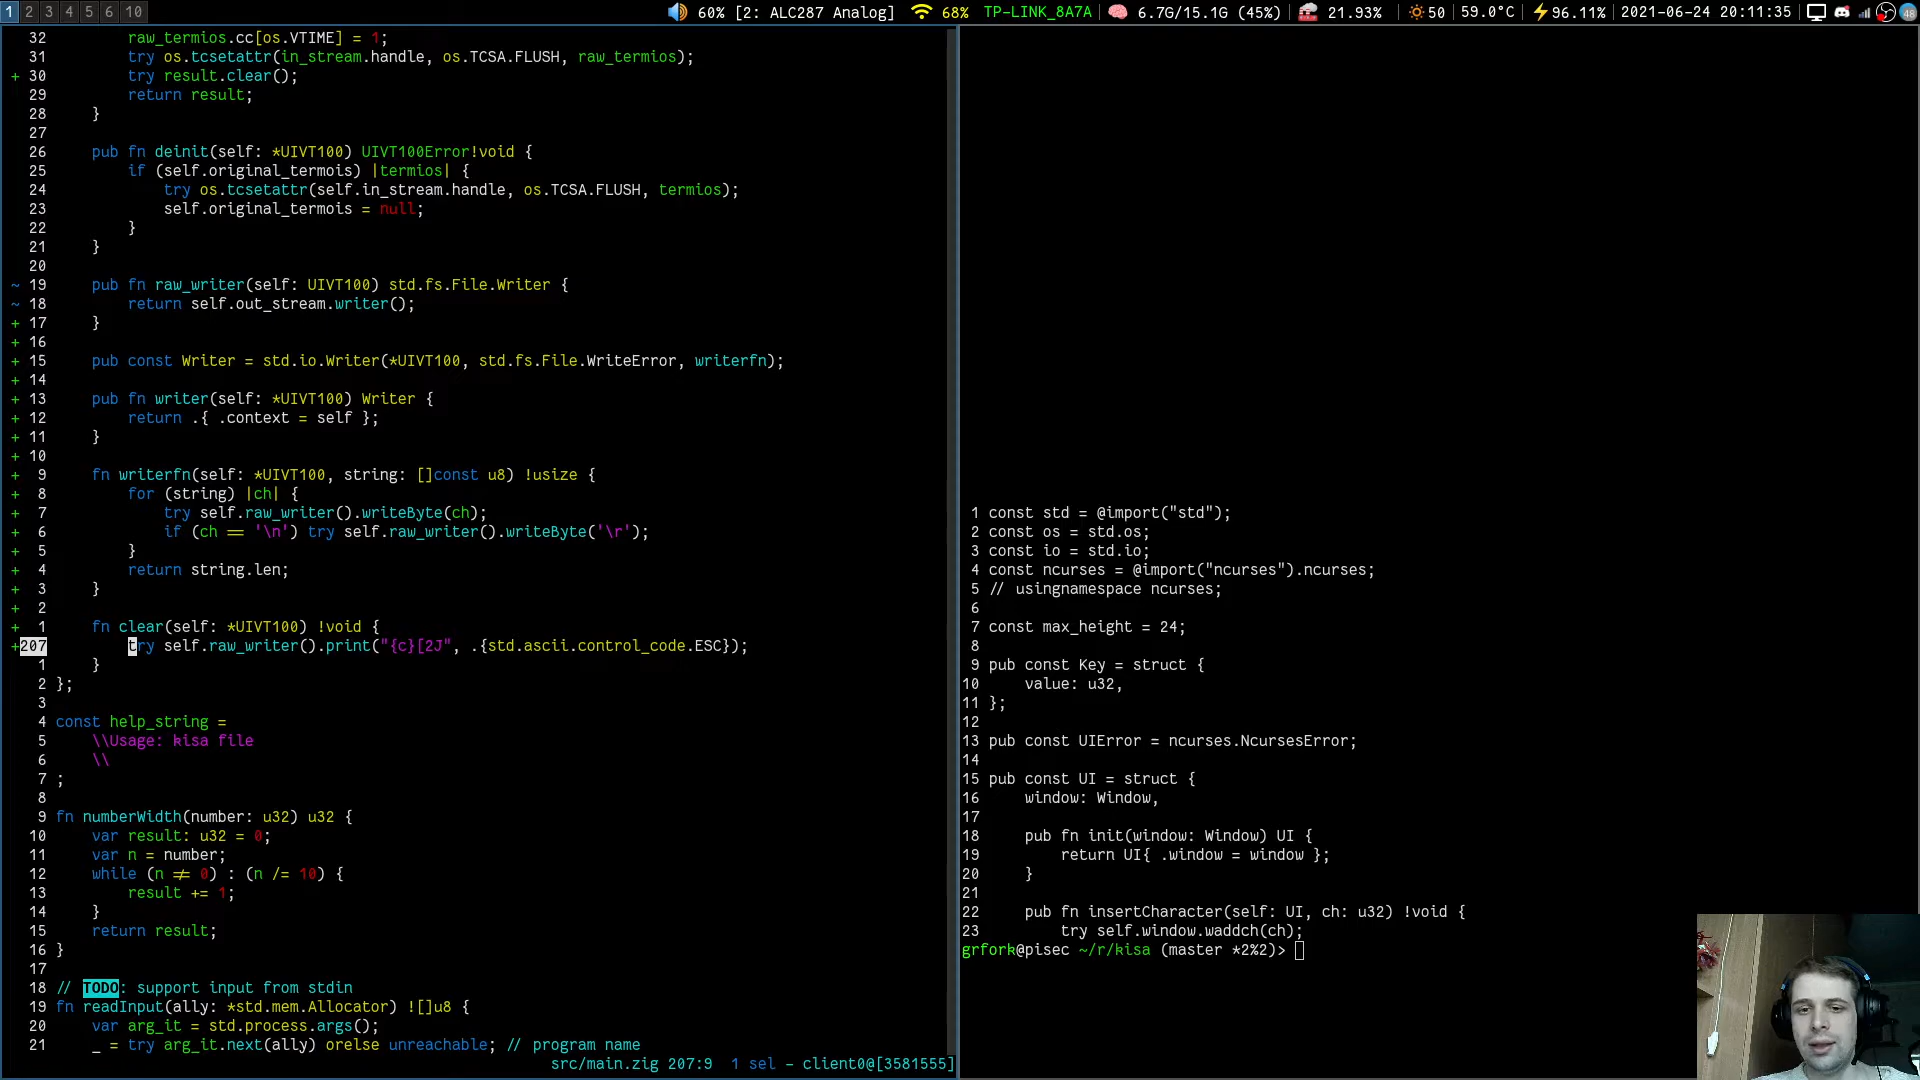 1 2 3 4 5 6 10 60% [2: ALC287 Analog] 68% TP-LINK_8A7A 6.7G/15.1G (45%) 21.93% 50 59.0°C 96.11% 2021-06-24 20:11:35 48
32 raw_termios.cc[os.VTIME] = 1;
31 try os.tcsetattr(in_stream.handle, os.TCSA.FLUSH, raw_termios);
+ 30 try result.clear();
29 return result;
28 }
27
26 pub fn deinit(self: *UIVT100) UIVT100Error!void {
25 if (self.original_termois) |termios| {
24 try os.tcsetattr(self.in_stream.handle, os.TCSA.FLUSH, termios);
23 self.original_termois = null;
22 }
21 }
20
~ 19 pub fn raw_writer(self: UIVT100) std.fs.File.Writer {
~ 18 return self.out_stream.writer();
+ 17 }
+ 16
+ 15 pub const Writer = std.io.Writer(*UIVT100, std.fs.File.WriteError, writerfn);
+ 14
+ 13 pub fn writer(self: *UIVT100) Writer {
+ 12 return .{ .context = self };
+ 11 }
+ 10
+ 9 fn writerfn(self: *UIVT100, string: []const u8) !usize {
+ 8 for (string) |ch| {
+ 7 try self.raw_writer().writeByte(ch);
+ 6 if (ch == '\n') try self.raw_writer().writeByte('\r');
+ 5 }
+ 4 return string.len;
+ 3 }
+ 2
+ 1 fn clear(self: *UIVT100) !void {
+207 try self.raw_writer().print("{c}[2J", .{std.ascii.control_code.ESC});
1 }
2 };
3
4 const help_string =
5 \\Usage: kisa file
6 \\
7 ;
8
9 fn numberWidth(number: u32) u32 {
10 var result: u32 = 0;
11 var n = number;
12 while (n != 0) : (n /= 10) {
13 result += 1;
14 }
15 return result;
16 }
17
18 // TODO: support input from stdin
19 fn readInput(ally: *std.mem.Allocator) ![]u8 {
20 var arg_it = std.process.args();
21 _ = try arg_it.next(ally) orelse unreachable; // program name
src/main.zig 207:9 1 sel - client0@[3581555]
1 const std = @import("std");
2 const os = std.os;
3 const io = std.io;
4 const ncurses = @import("ncurses").ncurses;
5 // usingnamespace ncurses;
6
7 const max_height = 24;
8
9 pub const Key = struct {
10 value: u32,
11 };
12
13 pub const UIError = ncurses.NcursesError;
14
15 pub const UI = struct {
16 window: Window,
17
18 pub fn init(window: Window) UI {
19 return UI{ .window = window };
20 }
21
22 pub fn insertCharacter(self: UI, ch: u32) !void {
23 try self.window.waddch(ch);
grfork@pisec ~/r/kisa (master *2%2)>